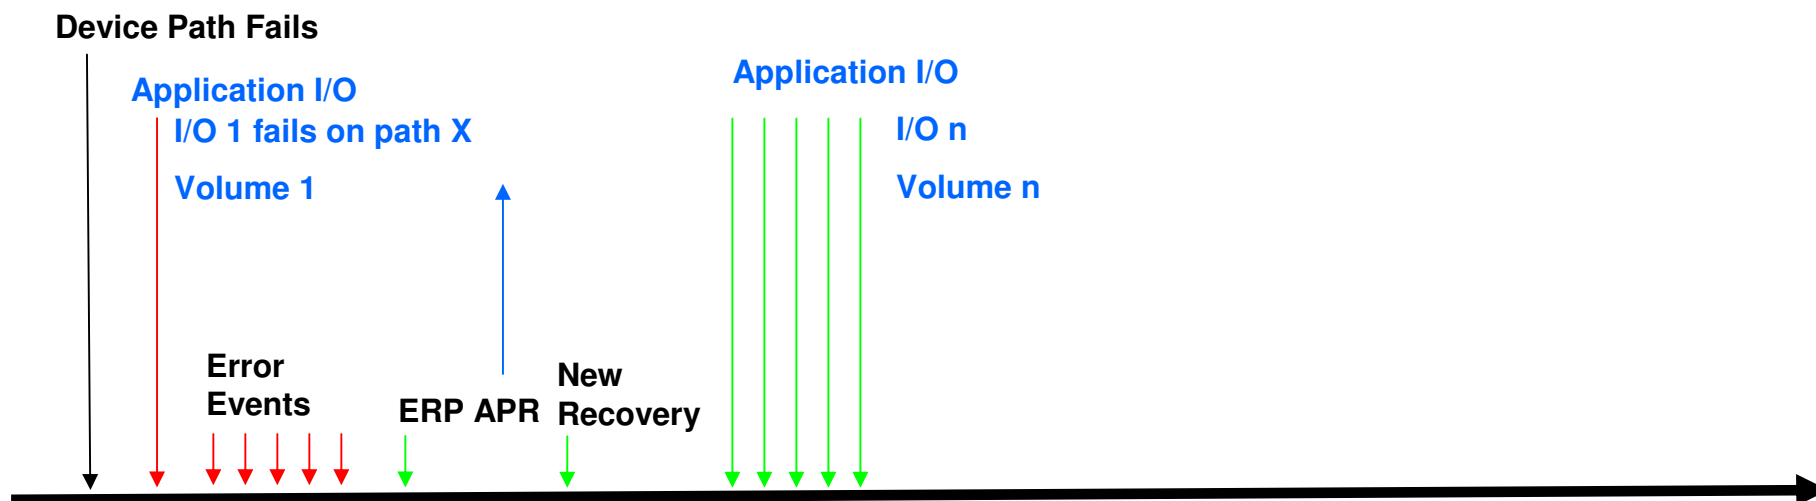 Device Path Fails
Application I/O
I/O 1 fails on path X
Volume 1
Application I/O
I/O n
Volume n
Error
Events
ERP APR
New
Recovery